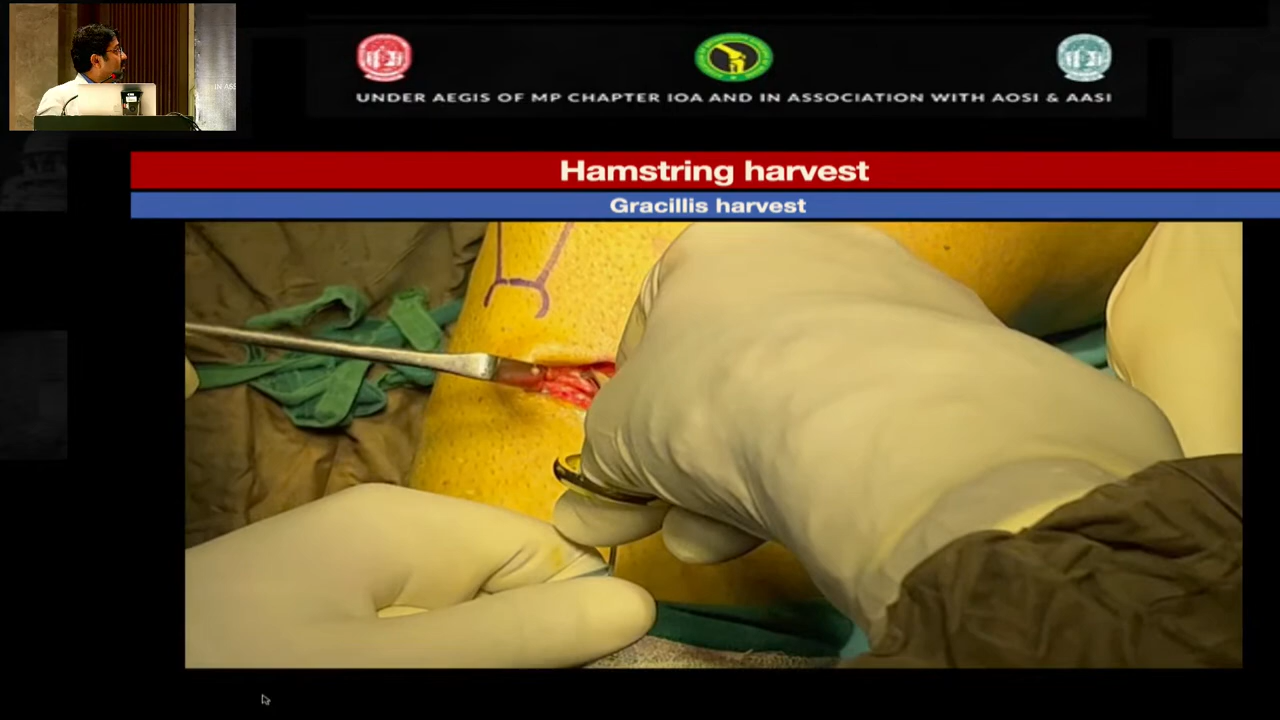 UNDER AEGIS OF MP CHAPTER IOA AND IN ASSOCIATION WITH AOSI & AASI
Hamstring harvest
Gracillis harvest